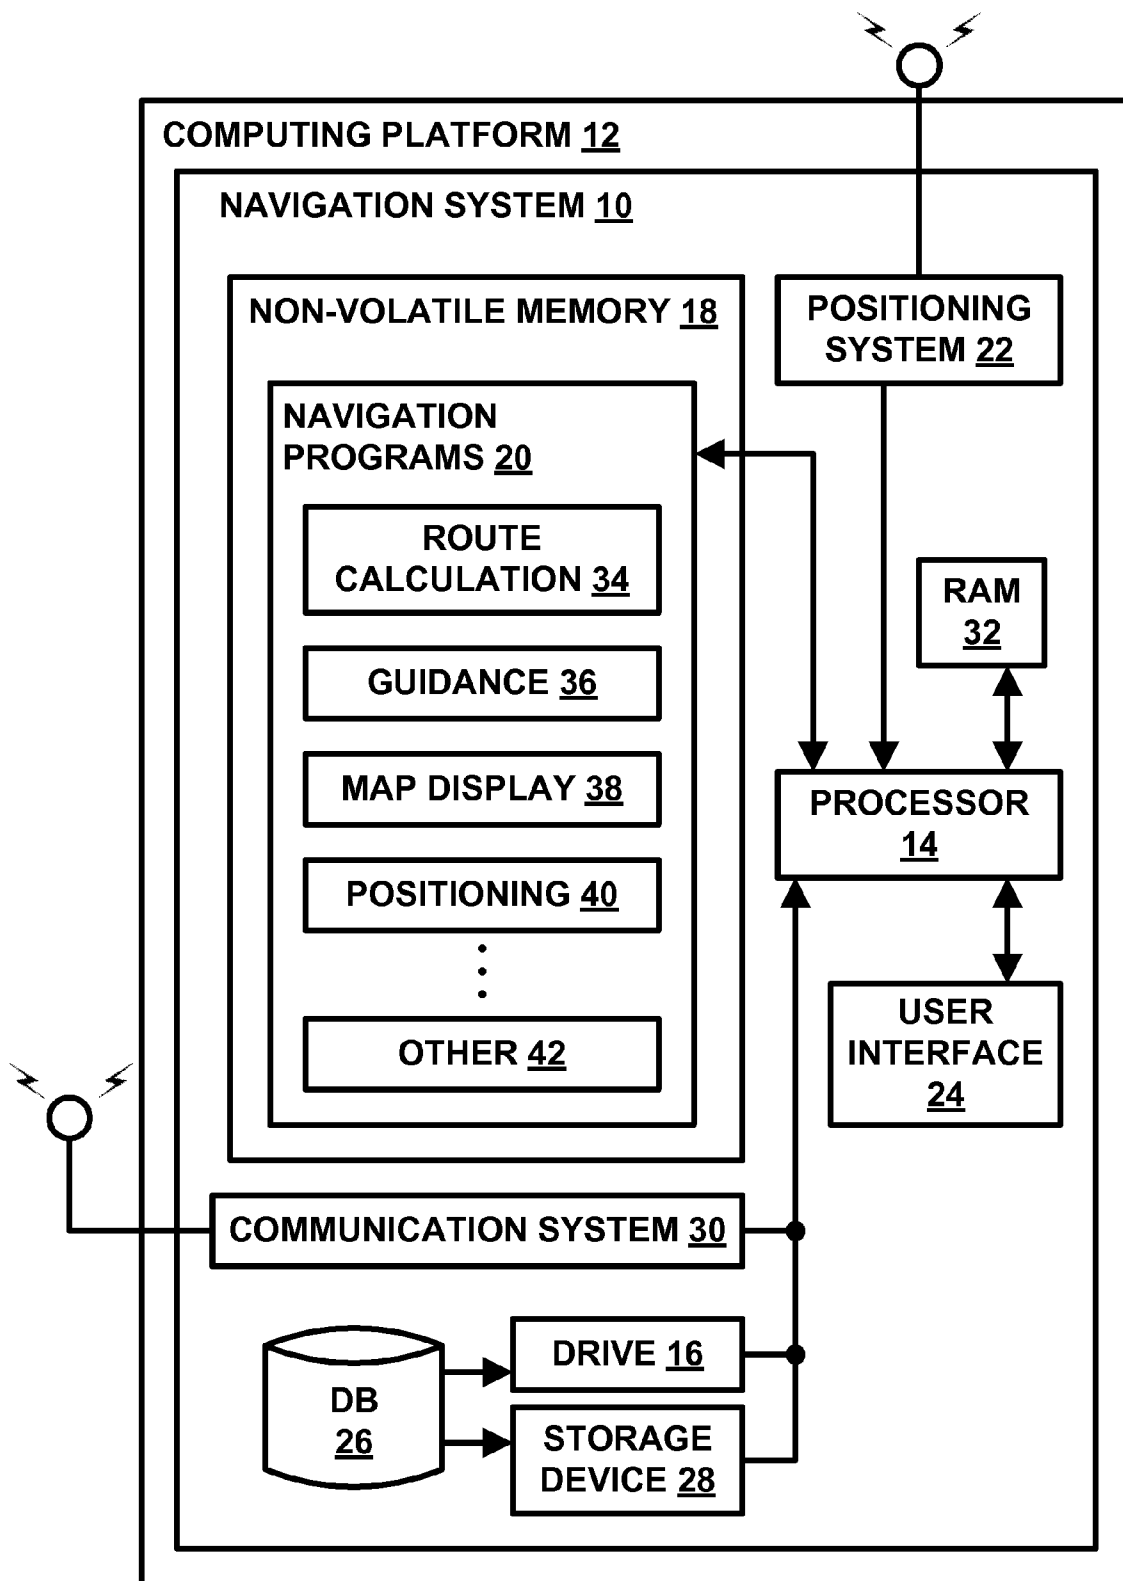 COMPUTING PLATFORM 12
NAVIGATION SYSTEM 10
NON-VOLATILE MEMORY 18
NAVIGATION
PROGRAMS 20
ROUTE
CALCULATION 34
GUIDANCE 36
MAP DISPLAY 38
POSITIONING 40
OTHER 42
POSITIONING
SYSTEM 22
RAM
32
PROCESSOR
14
USER
INTERFACE
24
COMMUNICATION SYSTEM 30
DB
26
DRIVE 16
STORAGE
DEVICE 28